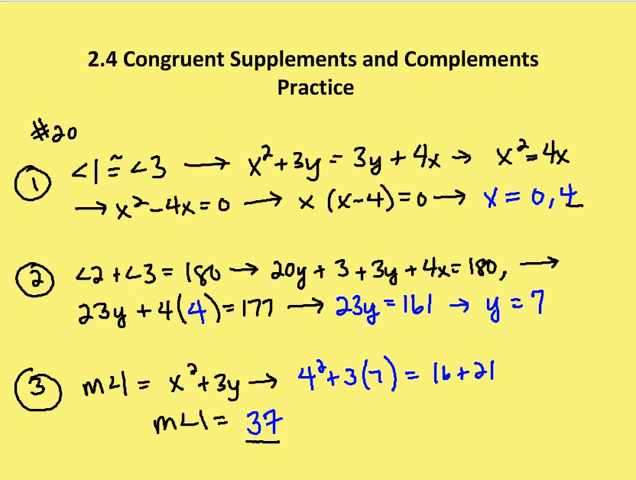 2.4 Congruent Supplements and Complements
Practice
#20
① ∠1 ≅ ∠3 → x²+3y = 3y + 4x → x² = 4x
→ x² - 4x = 0 → x (x-4) = 0 → x = 0, 4
② ∠2 + ∠3 = 180 → 20y + 3 + 3y + 4x = 180, →
23y + 4(4) = 177 → 23y = 161 → y = 7
③ m∠1 = x² + 3y → 4² + 3(7) = 16 + 21
m∠1 = 37